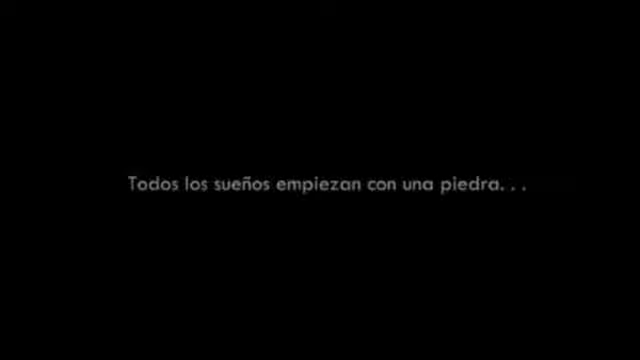 Todos los sueños empiezan con una piedra. . .